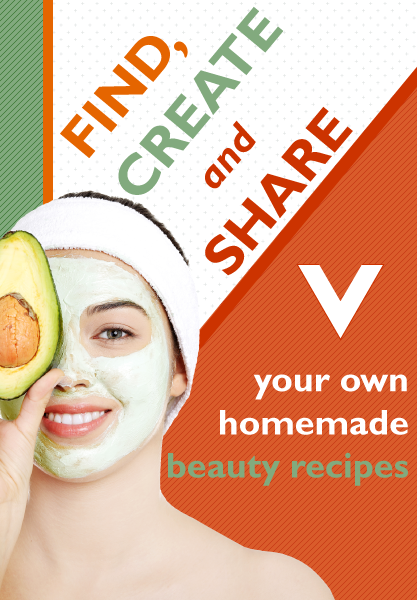 FIND,
CREATE
and
SHARE
your own
homemade
beauty recipes